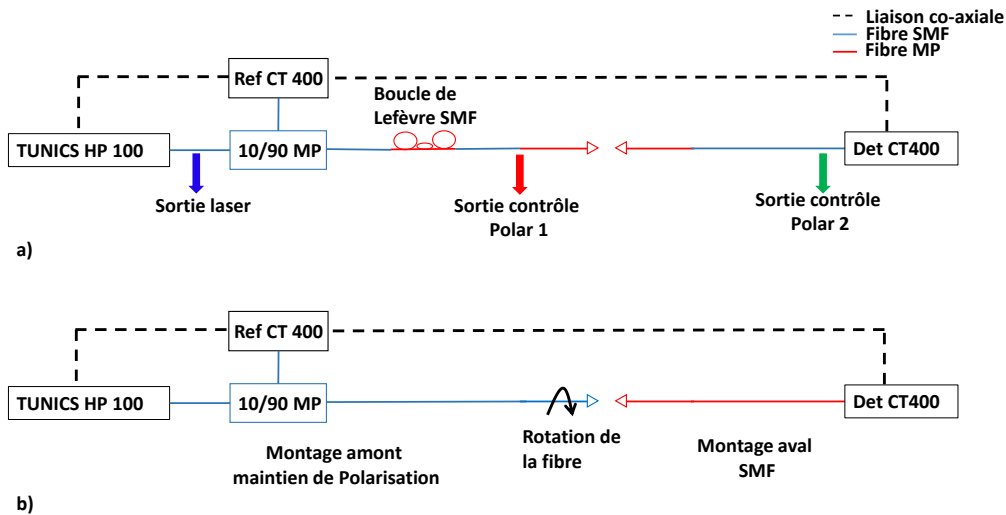 Liaison co-axiale
Fibre SMF
Fibre MP
Ref CT 400
Boucle de
Lefèvre SMF
TUNICS HP 100
10/90 MP
Det CT400
Sortie laser
Sortie contrôle
Polar 1
Sortie contrôle
Polar 2
a)
Ref CT 400
TUNICS HP 100
10/90 MP
Det CT400
Rotation de
la fibre
Montage amont
maintien de Polarisation
Montage aval
SMF
b)